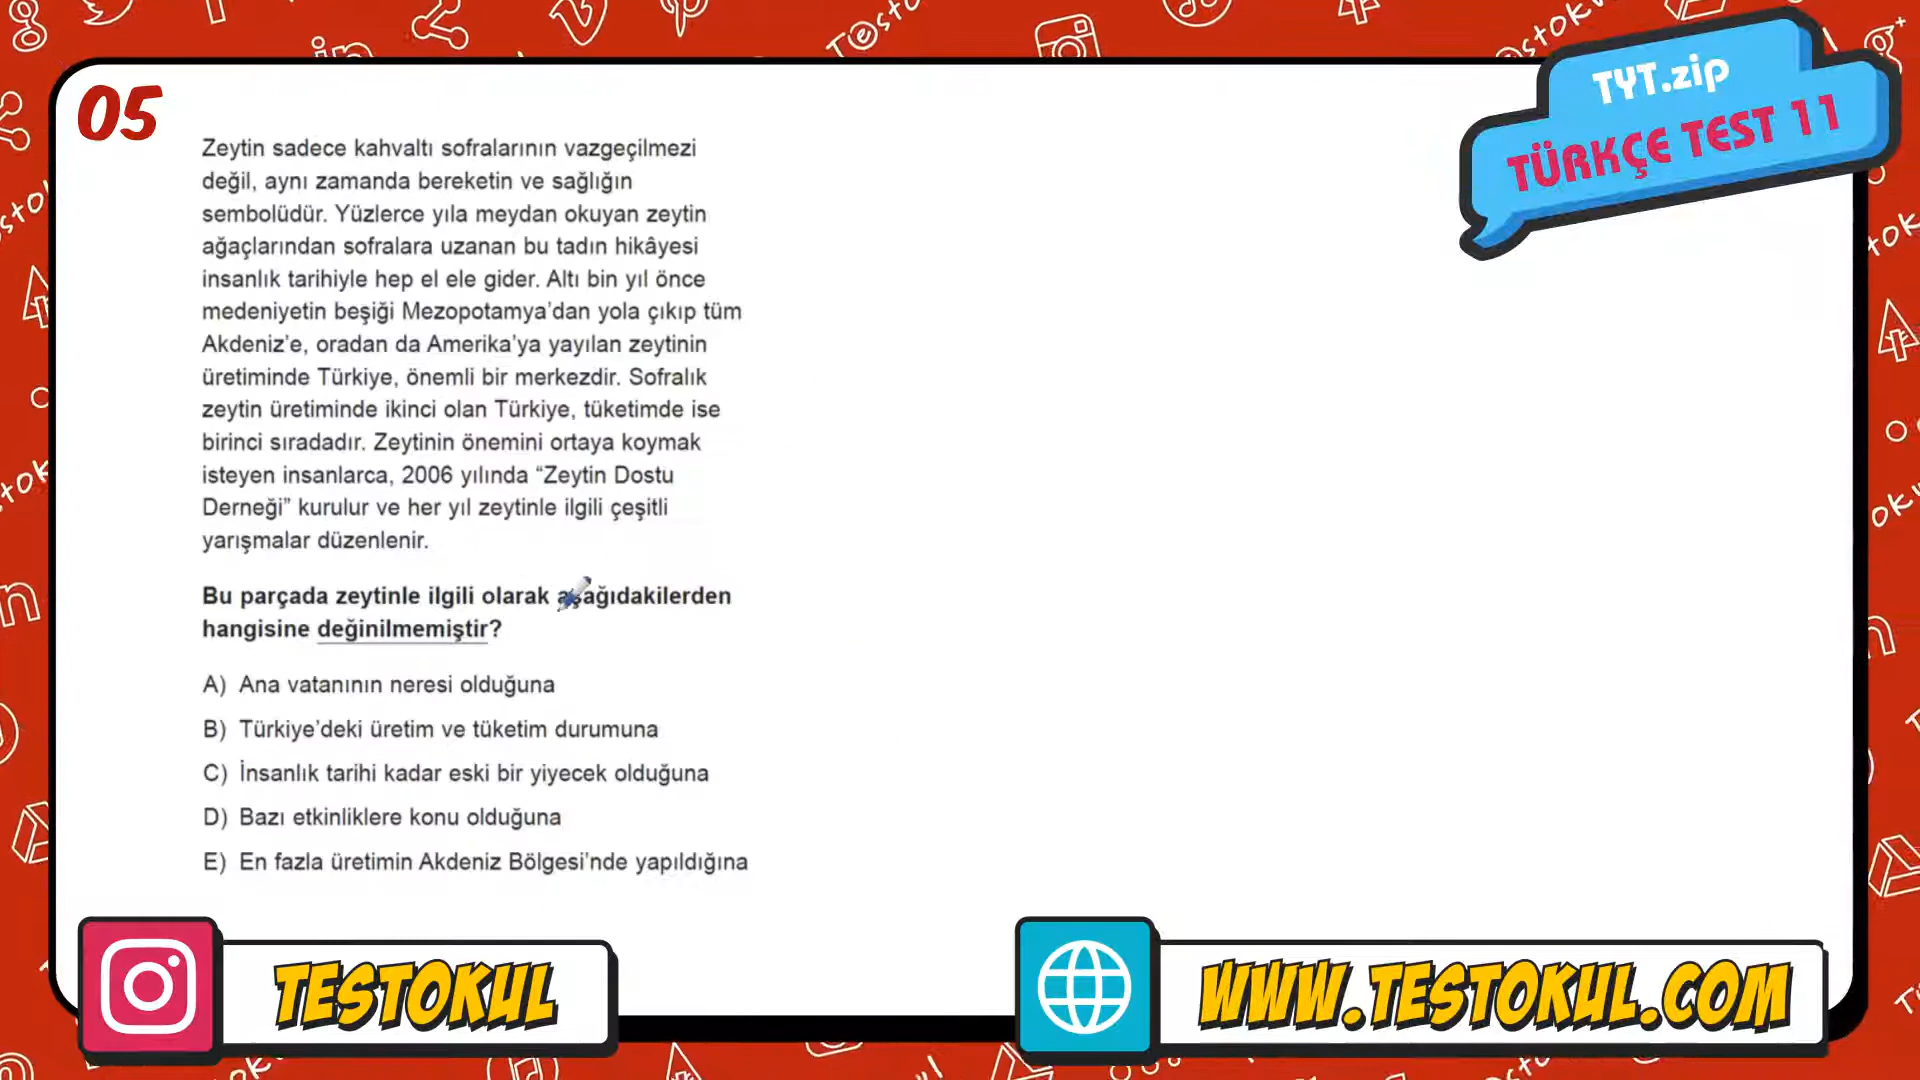 05
TYT.zip
TÜRKÇE TEST 11
Zeytin sadece kahvaltı sofralarının vazgeçilmezi
değil, aynı zamanda bereketin ve sağlığın
sembolüdür. Yüzlerce yıla meydan okuyan zeytin
ağaçlarından sofralara uzanan bu tadın hikâyesi
insanlık tarihiyle hep el ele gider. Altı bin yıl önce
medeniyetin beşiği Mezopotamya’dan yola çıkıp tüm
Akdeniz’e, oradan da Amerika’ya yayılan zeytinin
üretiminde Türkiye, önemli bir merkezdir. Sofralık
zeytin üretiminde ikinci olan Türkiye, tüketimde ise
birinci sıradadır. Zeytinin önemini ortaya koymak
isteyen insanlarca, 2006 yılında “Zeytin Dostu
Derneği” kurulur ve her yıl zeytinle ilgili çeşitli
yarışmalar düzenlenir.
Bu parçada zeytinle ilgili olarak aşağıdakilerden
hangisine değinilmemiştir?
A) Ana vatanının neresi olduğuna
B) Türkiye’deki üretim ve tüketim durumuna
C) İnsanlık tarihi kadar eski bir yiyecek olduğuna
D) Bazı etkinliklere konu olduğuna
E) En fazla üretimin Akdeniz Bölgesi’nde yapıldığına
TESTOKUL
WWW.TESTOKUL.COM